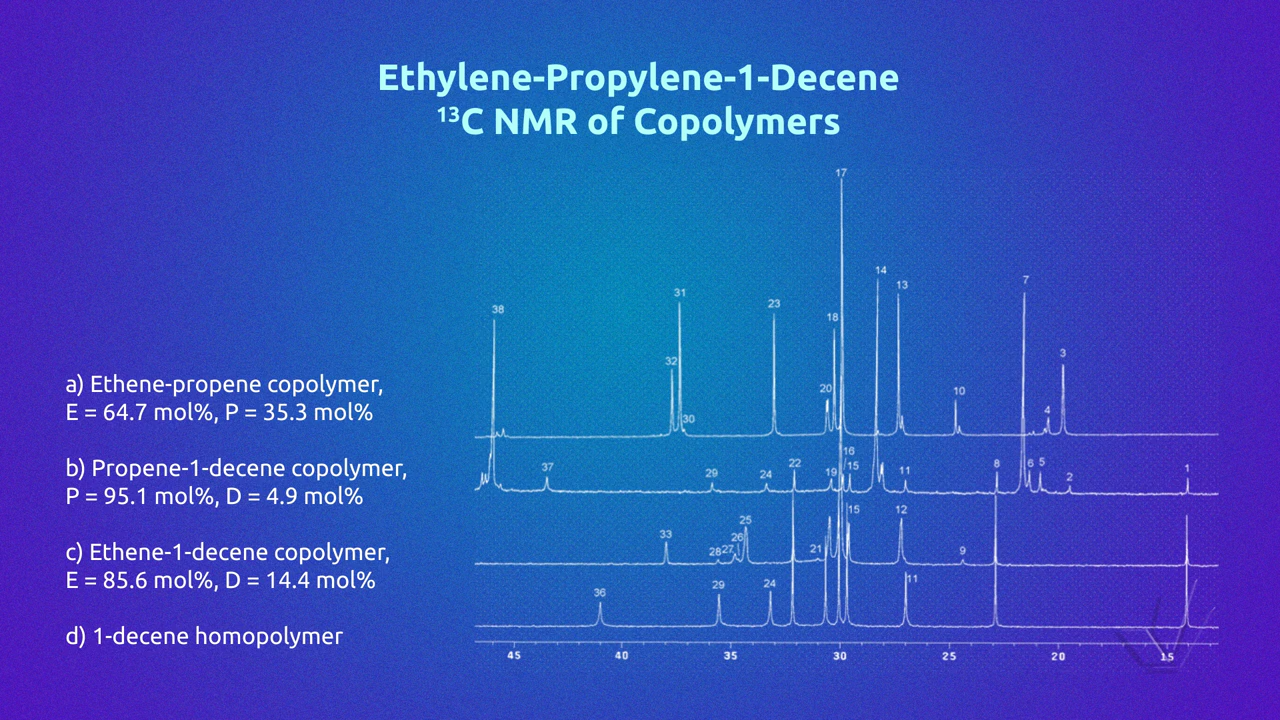 Ethylene-Propylene-1-Decene
¹³C NMR of Copolymers
a) Ethene-propene copolymer,
E = 64.7 mol%, P = 35.3 mol%
b) Propene-1-decene copolymer,
P = 95.1 mol%, D = 4.9 mol%
c) Ethene-1-decene copolymer,
E = 85.6 mol%, D = 14.4 mol%
d) 1-decene homopolymer
38 32 31 30 23 20 18 17 14 13 10 7 4 3
37 29 24 22 19 16 15 11 8 6 5 2 1
33 28 27 26 25 21 15 12 9
36 29 24 11
45 40 35 30 25 20 15